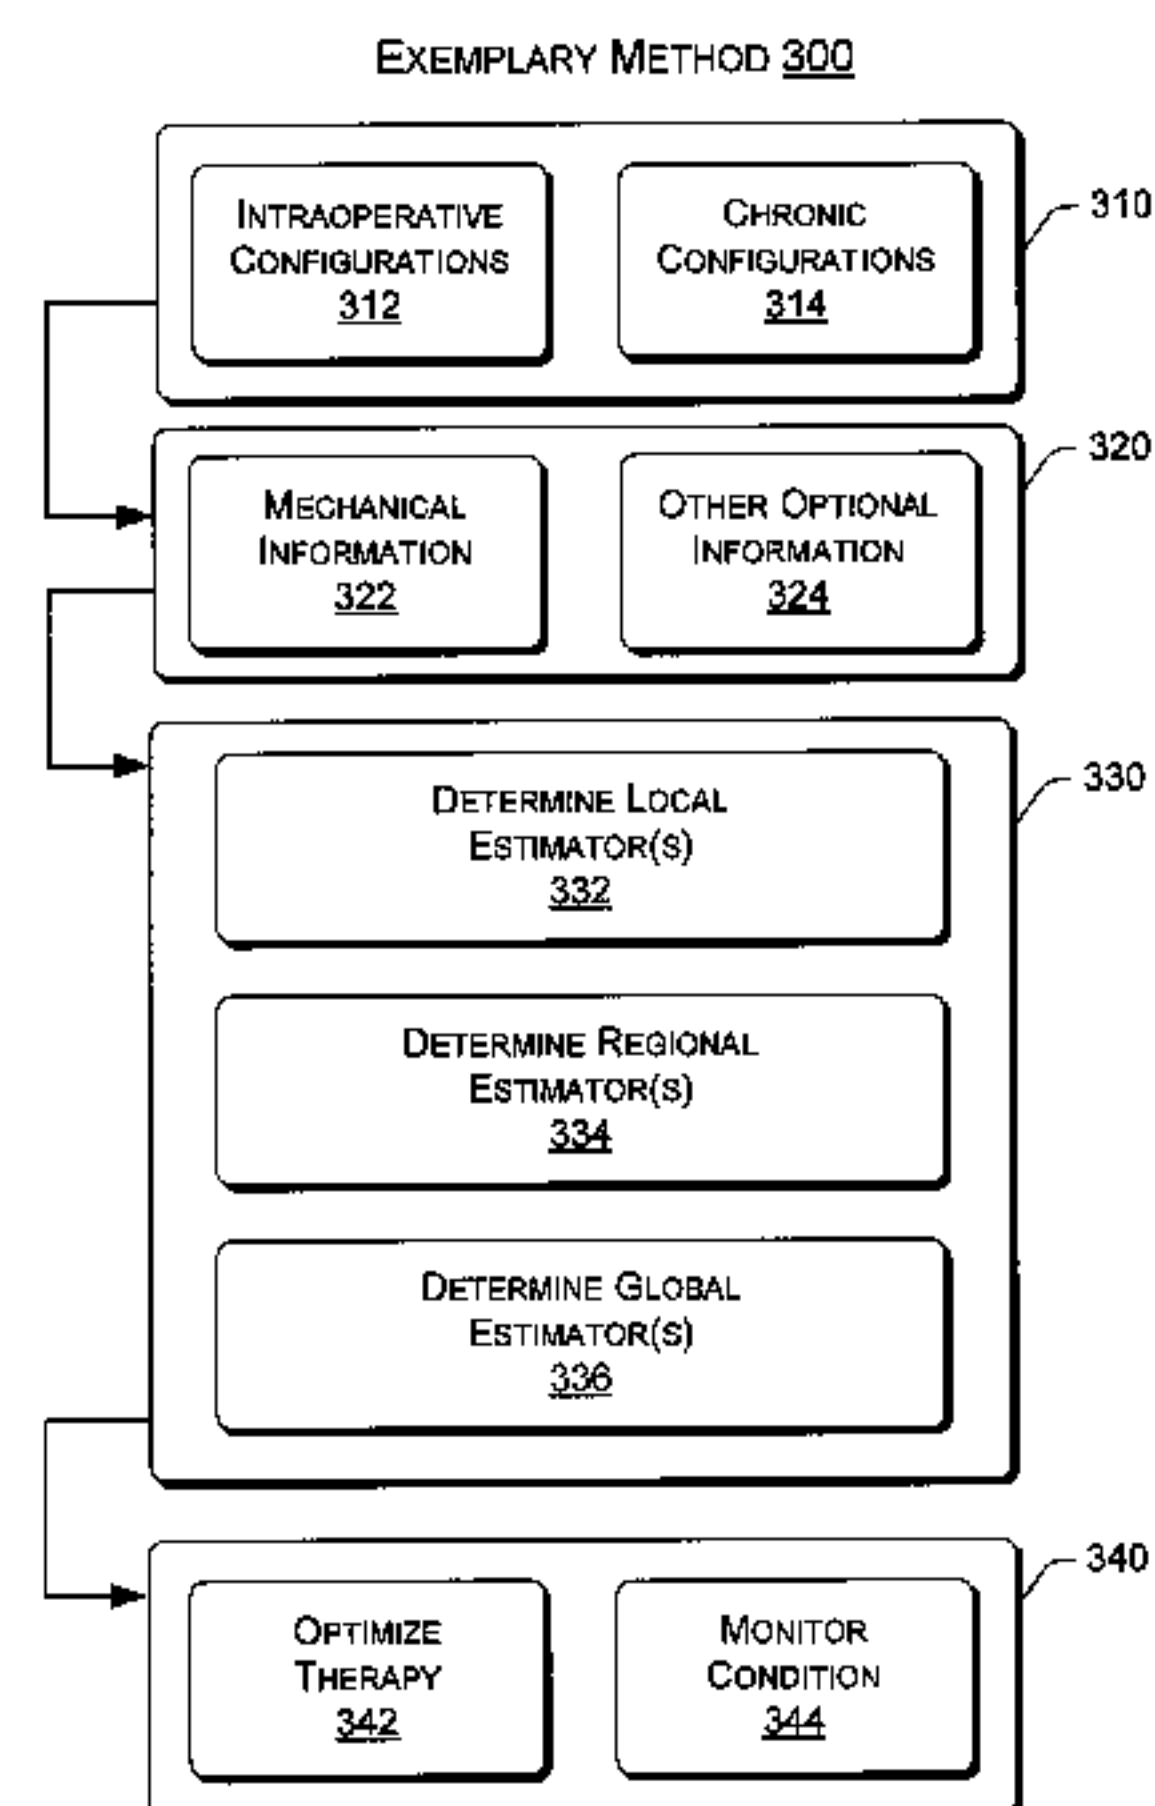 EXEMPLARY METHOD 300
INTRAOPERATIVE
CONFIGURATIONS
312
CHRONIC
CONFIGURATIONS
314
310
MECHANICAL
INFORMATION
322
OTHER OPTIONAL
INFORMATION
324
320
DETERMINE LOCAL
ESTIMATOR(S)
332
330
DETERMINE REGIONAL
ESTIMATOR(S)
334
DETERMINE GLOBAL
ESTIMATOR(S)
336
OPTIMIZE
THERAPY
342
MONITOR
CONDITION
344
340